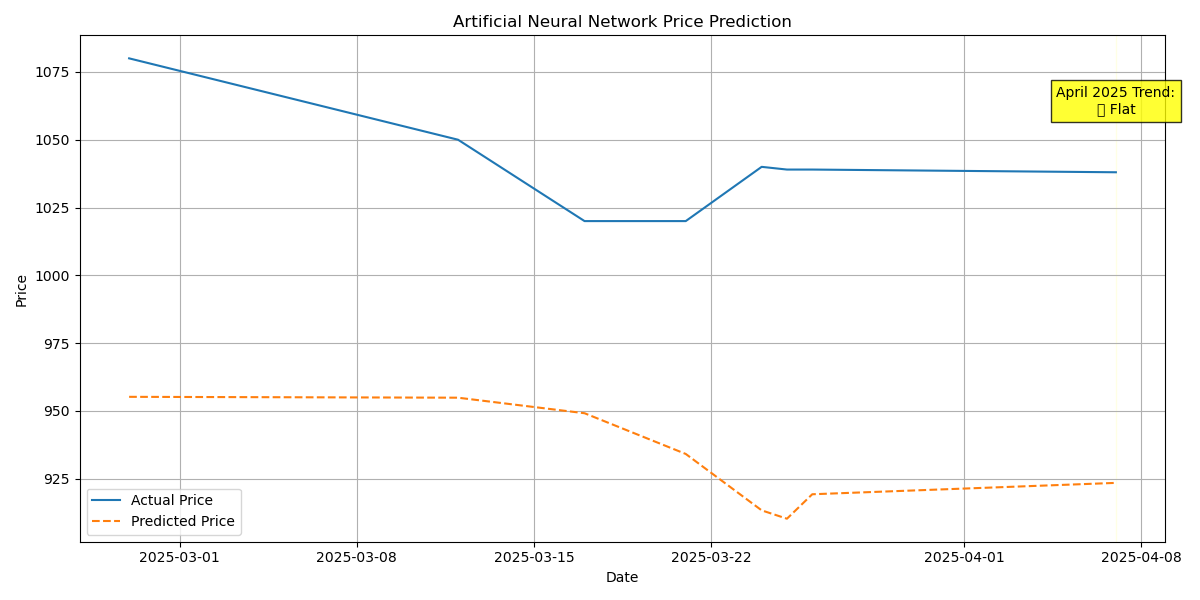 Artificial Neural Network Price Prediction
1075
1050
1025
1000
975
950
925
Price
April 2025 Trend:
Flat
Actual Price
Predicted Price
2025-03-01
2025-03-08
2025-03-15
2025-03-22
2025-04-01
2025-04-08
Date